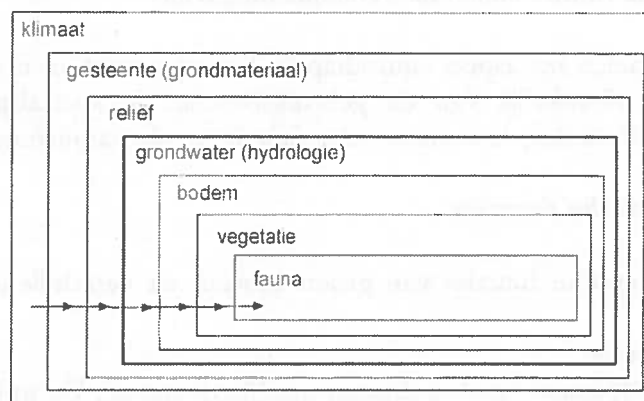 klimaat
gesteente (grondmateriaal)
reliëf
grondwater (hydrologie)
bodem
vegetatie
fauna